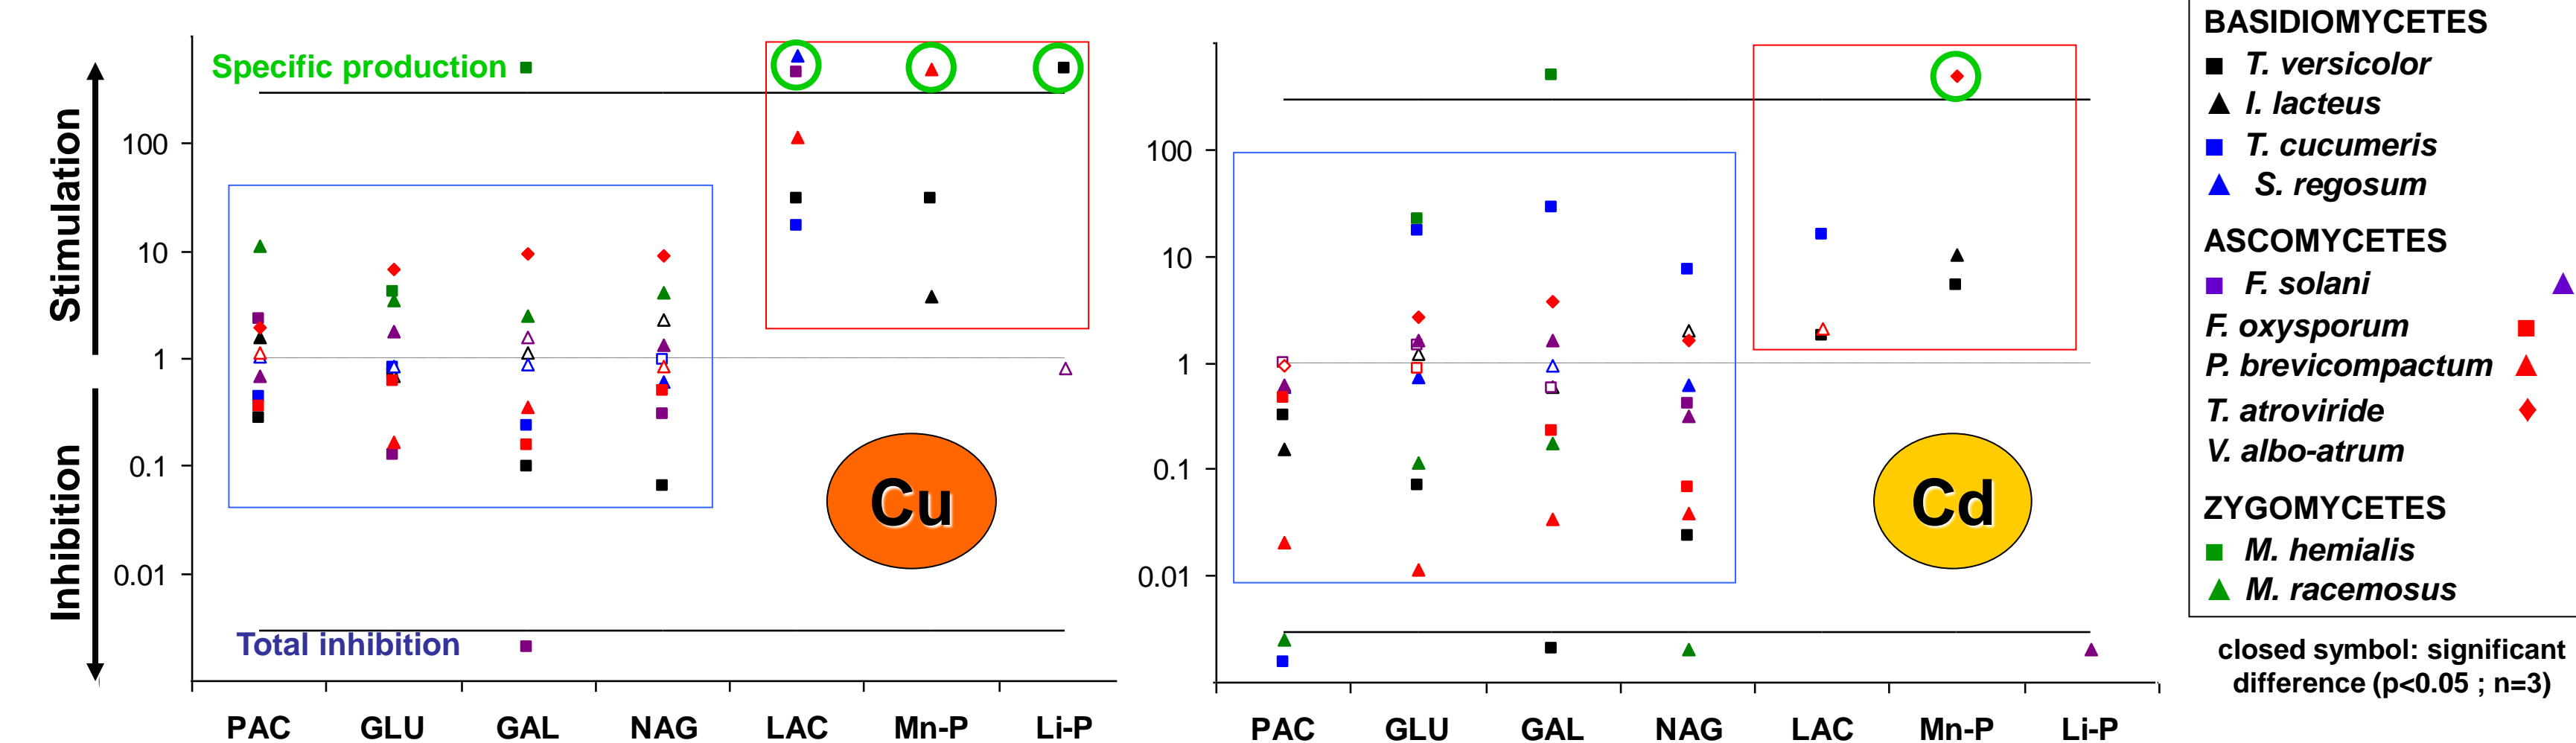 Stimulation
Inhibition
Specific production
100
10
1
0.1
0.01
Total inhibition
Cu
PAC GLU GAL NAG LAC Mn-P Li-P
100
10
1
0.1
0.01
Cd
PAC GLU GAL NAG LAC Mn-P Li-P
BASIDIOMYCETES
T. versicolor
I. lacteus
T. cucumeris
S. regosum
ASCOMYCETES
F. solani
F. oxysporum
P. brevicompactum
T. atroviride
V. albo-atrum
ZYGOMYCETES
M. hemialis
M. racemosus
closed symbol: significant
difference (p<0.05 ; n=3)